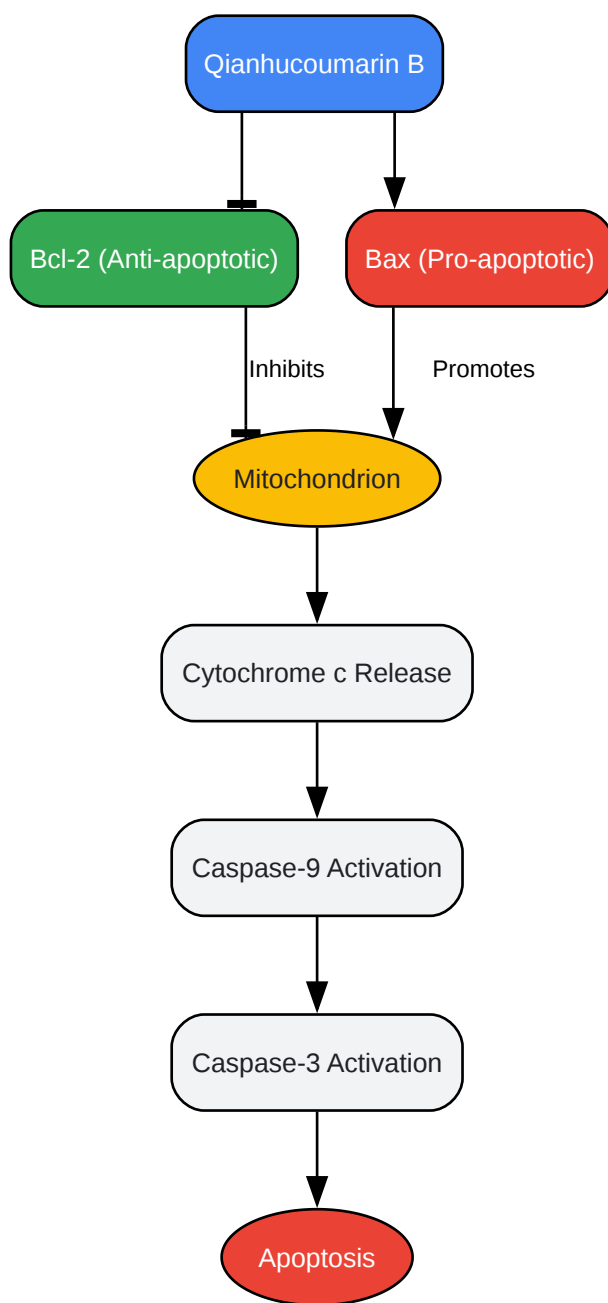 Qianhucoumarin B
Bcl-2 (Anti-apoptotic)
Bax (Pro-apoptotic)
Inhibits
Promotes
Mitochondrion
Cytochrome c Release
Caspase-9 Activation
Caspase-3 Activation
Apoptosis